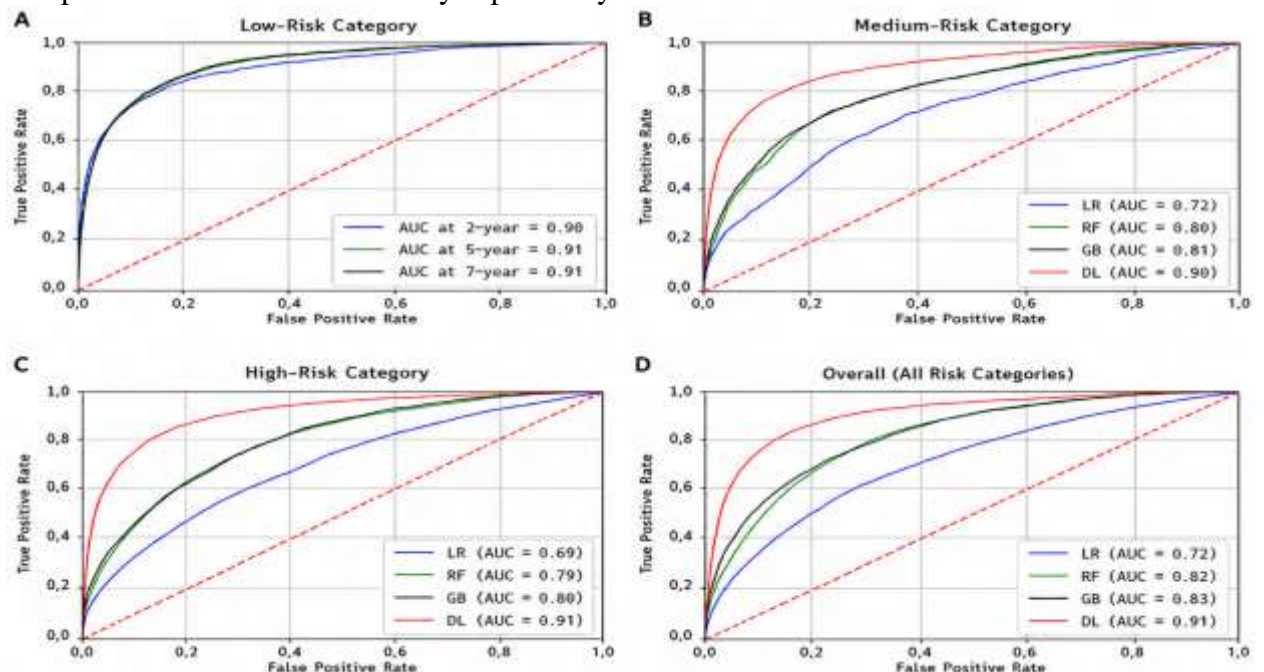 A
Low-Risk Category
1,0
0,8
0,6
0,4
0,2
0,0
True Positive Rate
AUC at 2-year = 0.90
AUC at 5-year = 0.91
AUC at 7-year = 0.91
0,0 0,2 0,4 0,6 0,8 1,0
False Positive Rate
B
Medium-Risk Category
1,0
0,8
0,6
0,4
0,2
0,0
True Positive Rate
LR (AUC = 0.72)
RF (AUC = 0.80)
GB (AUC = 0.81)
DL (AUC = 0.90)
0,0 0,2 0,4 0,6 0,8 1,0
False Positive Rate
C
High-Risk Category
1,0
0,8
0,6
0,4
0,2
0,0
True Positive Rate
LR (AUC = 0.69)
RF (AUC = 0.79)
GB (AUC = 0.80)
DL (AUC = 0.91)
0,0 0,2 0,4 0,6 0,8 1,0
False Positive Rate
D
Overall (All Risk Categories)
1,0
0,8
0,6
0,4
0,2
0,0
True Positive Rate
LR (AUC = 0.72)
RF (AUC = 0.82)
GB (AUC = 0.83)
DL (AUC = 0.91)
0,0 0,2 0,4 0,6 0,8 1,0
False Positive Rate